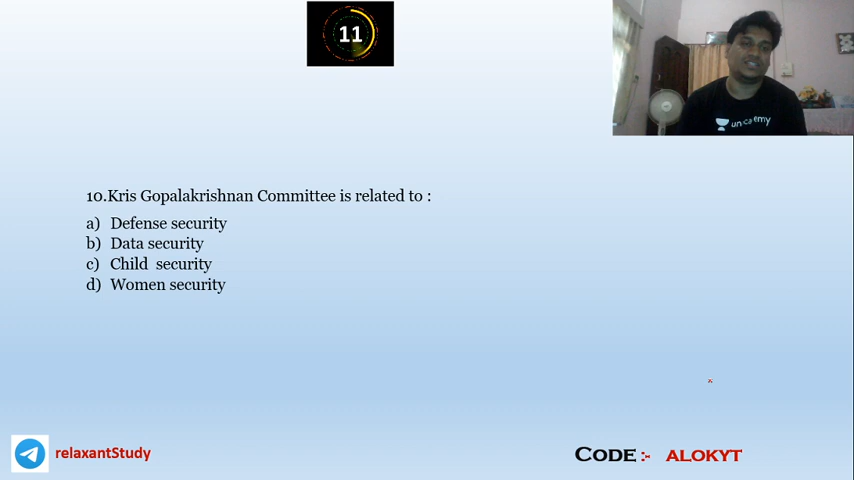 11
unacademy
10.Kris Gopalakrishnan Committee is related to :
a) Defense security
b) Data security
c) Child security
d) Women security
relaxantStudy
CODE :- ALOKYT